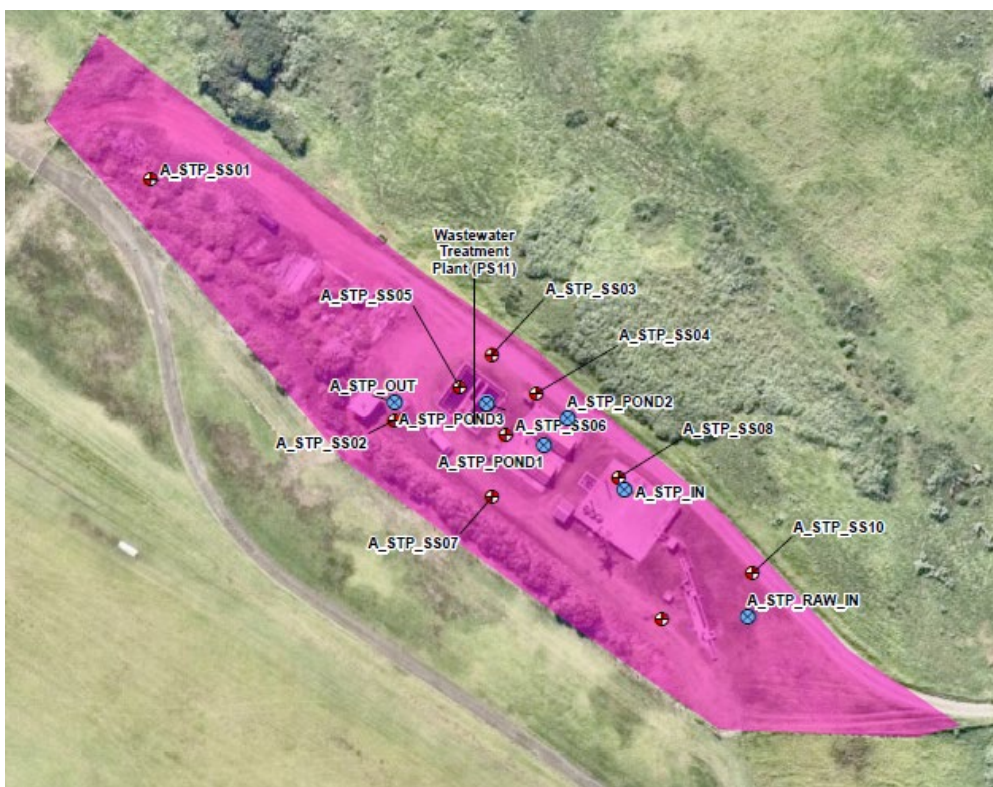 A_STP_SS01
Wastewater
Treatment
Plant (PS11)
A_STP_SS05
A_STP_SS03
A_STP_SS04
A_STP_OUT
A_STP_POND3
A_STP_POND2
A_STP_SS02
A_STP_SS06
A_STP_SS08
A_STP_POND1
A_STP_IN
A_STP_SS07
A_STP_SS10
A_STP_RAW_IN